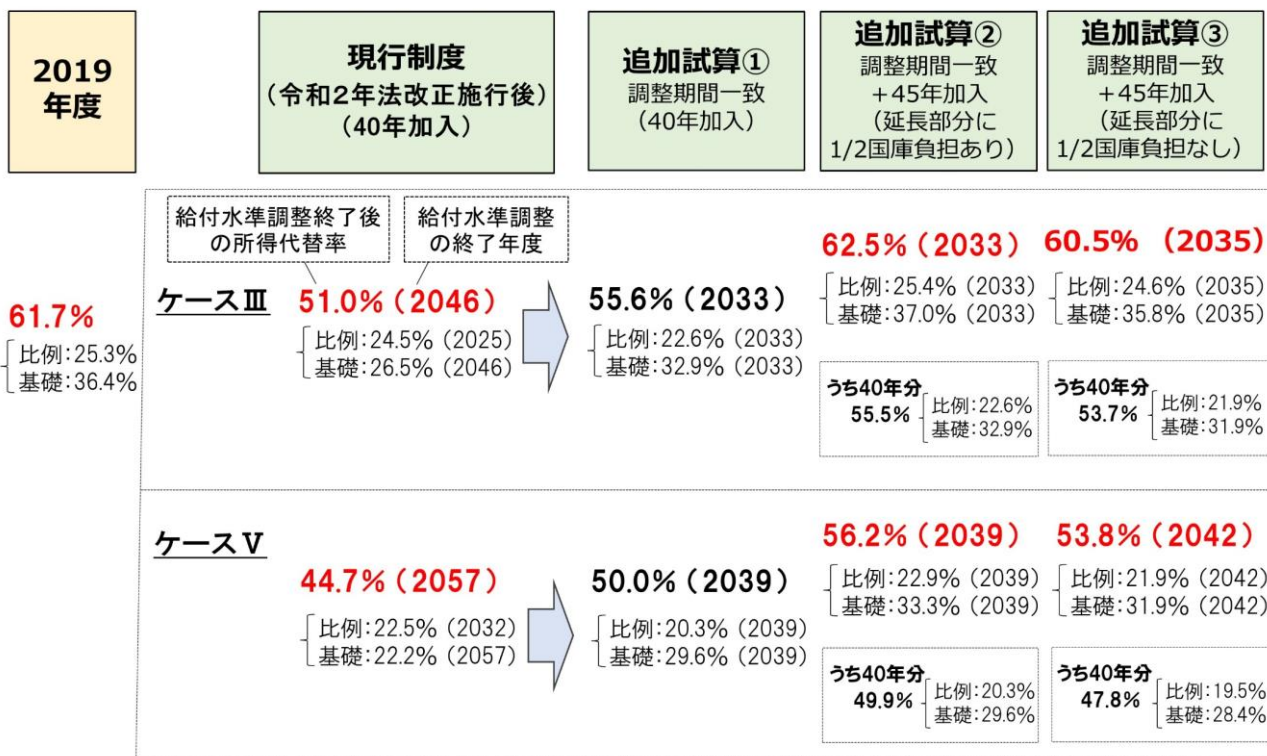 2019
年度
現行制度
(令和2年法改正施行後)
(40年加入)
追加試算①
調整期間一致
(40年加入)
追加試算②
調整期間一致
+45年加入
(延長部分に
1/2国庫負担あり)
追加試算③
調整期間一致
+45年加入
(延長部分に
1/2国庫負担なし)
給付水準調整終了後
の所得代替率
給付水準調整
の終了年度
61.7%
比例:25.3%
基礎:36.4%
ケースⅢ
51.0%(2046)
比例:24.5% (2025)
基礎:26.5% (2046)
55.6%(2033)
比例:22.6% (2033)
基礎:32.9% (2033)
62.5%(2033)
比例:25.4% (2033)
基礎:37.0% (2033)
うち40年分
55.5%
比例:22.6%
基礎:32.9%
60.5% (2035)
比例:24.6% (2035)
基礎:35.8% (2035)
うち40年分
53.7%
比例:21.9%
基礎:31.9%
ケースⅤ
44.7%(2057)
比例:22.5% (2032)
基礎:22.2% (2057)
50.0%(2039)
比例:20.3% (2039)
基礎:29.6% (2039)
56.2%(2039)
比例:22.9% (2039)
基礎:33.3% (2039)
うち40年分
49.9%
比例:20.3%
基礎:29.6%
53.8%(2042)
比例:21.9% (2042)
基礎:31.9% (2042)
うち40年分
47.8%
比例:19.5%
基礎:28.4%